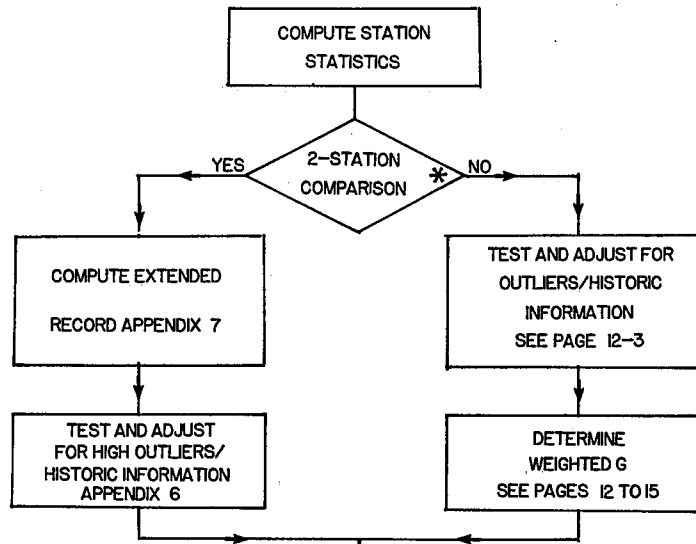 COMPUTE STATION
STATISTICS
2-STATION
COMPARISON *
YES
NO
COMPUTE EXTENDED
RECORD APPENDIX 7
TEST AND ADJUST FOR
OUTLIERS/HISTORIC
INFORMATION
SEE PAGE 12-3
TEST AND ADJUST
FOR HIGH OUTLIERS/
HISTORIC INFORMATION
APPENDIX 6
DETERMINE
WEIGHTED G
SEE PAGES 12 TO 15